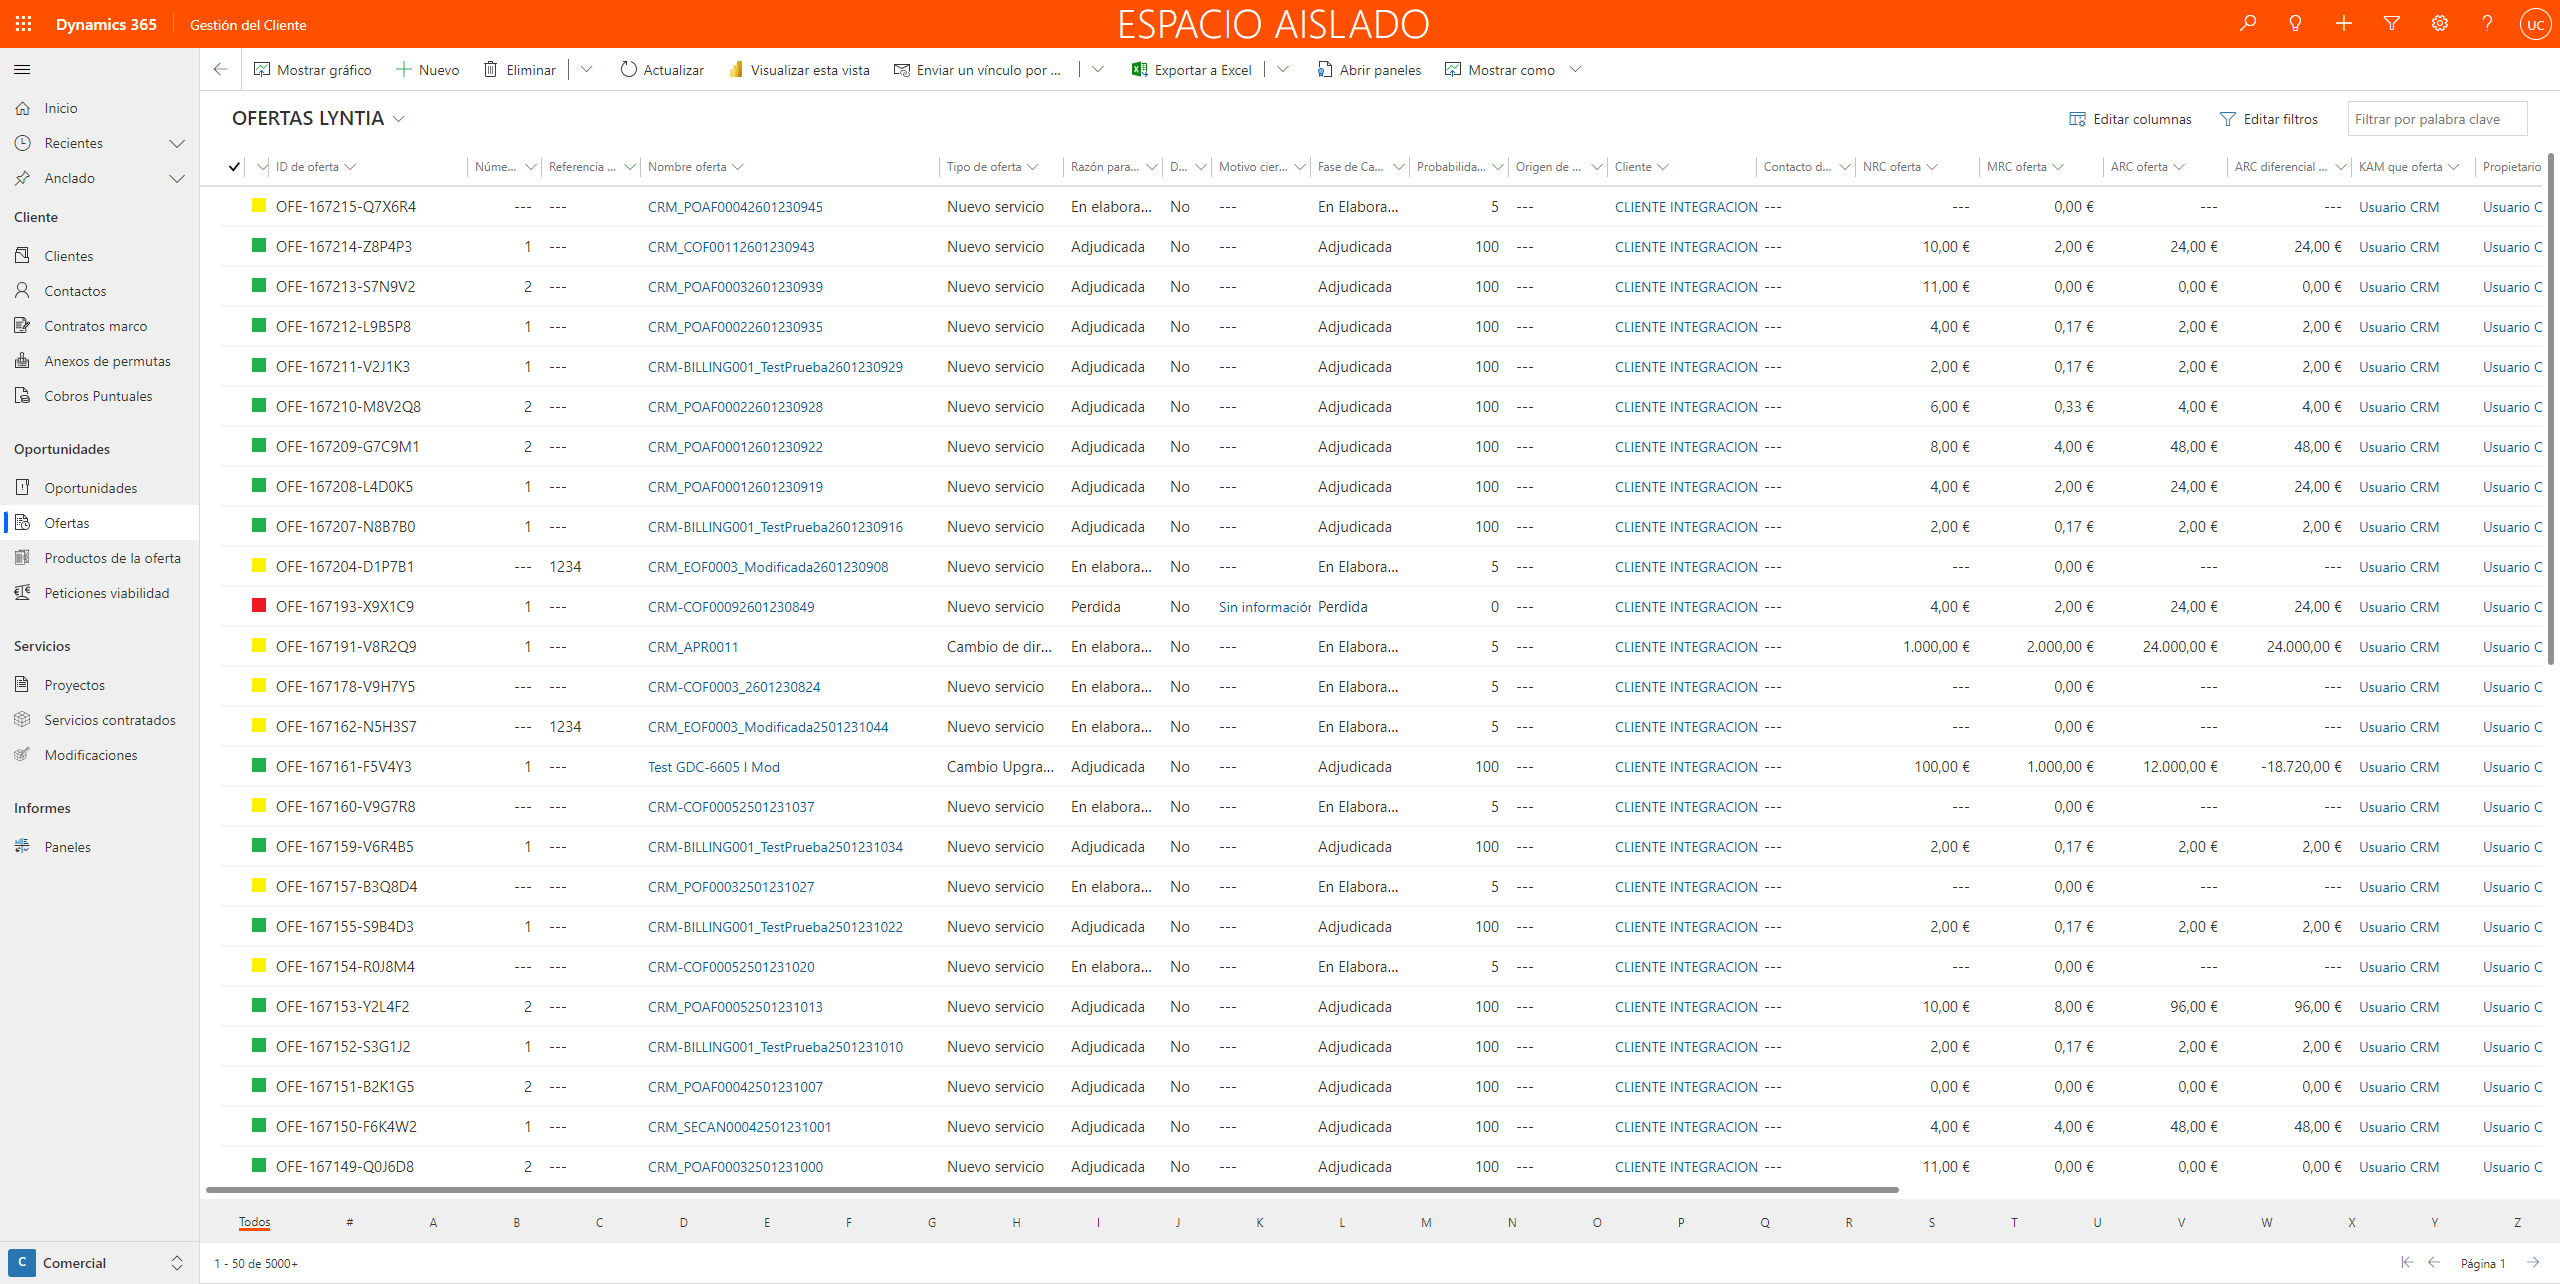 Dynamics 365 Gestión del Cliente ESPACIO AISLADO UC
Mostrar gráfico Nuevo Eliminar Actualizar Visualizar esta vista Enviar un vínculo por ... Exportar a Excel Abrir paneles Mostrar como
Inicio
Recientes
Anclado
Cliente
Clientes
Contactos
Contratos marco
Anexos de permutas
Cobros Puntuales
Oportunidades
Oportunidades
Ofertas
Productos de la oferta
Peticiones viabilidad
Servicios
Proyectos
Servicios contratados
Modificaciones
Informes
Paneles
C Comercial
OFERTAS LYNTIA Editar columnas Editar filtros Filtrar por palabra clave
ID de oferta Núme... Referencia ... Nombre oferta Tipo de oferta Razón para... D... Motivo cier... Fase de Ca... Probabilida... Origen de ... Cliente Contacto d... NRC oferta MRC oferta ARC oferta ARC diferencial ... KAM que oferta Propietario
OFE-167215-Q7X6R4 --- --- CRM_POAF00042601230945 Nuevo servicio En elabora... No --- En Elabora... 5 --- CLIENTE INTEGRACION --- --- 0,00 € --- --- Usuario CRM Usuario C
OFE-167214-Z8P4P3 1 --- CRM_COF00112601230943 Nuevo servicio Adjudicada No --- Adjudicada 100 --- CLIENTE INTEGRACION --- 10,00 € 2,00 € 24,00 € 24,00 € Usuario CRM Usuario C
OFE-167213-S7N9V2 2 --- CRM_POAF00032601230939 Nuevo servicio Adjudicada No --- Adjudicada 100 --- CLIENTE INTEGRACION --- 11,00 € 0,00 € 0,00 € 0,00 € Usuario CRM Usuario C
OFE-167212-L9B5P8 1 --- CRM_POAF00022601230935 Nuevo servicio Adjudicada No --- Adjudicada 100 --- CLIENTE INTEGRACION --- 4,00 € 0,17 € 2,00 € 2,00 € Usuario CRM Usuario C
OFE-167211-V2J1K3 1 --- CRM-BILLING001_TestPrueba2601230929 Nuevo servicio Adjudicada No --- Adjudicada 100 --- CLIENTE INTEGRACION --- 2,00 € 0,17 € 2,00 € 2,00 € Usuario CRM Usuario C
OFE-167210-M8V2Q8 2 --- CRM_POAF00022601230928 Nuevo servicio Adjudicada No --- Adjudicada 100 --- CLIENTE INTEGRACION --- 6,00 € 0,33 € 4,00 € 4,00 € Usuario CRM Usuario C
OFE-167209-G7C9M1 2 --- CRM_POAF00012601230922 Nuevo servicio Adjudicada No --- Adjudicada 100 --- CLIENTE INTEGRACION --- 8,00 € 4,00 € 48,00 € 48,00 € Usuario CRM Usuario C
OFE-167208-L4D0K5 1 --- CRM_POAF00012601230919 Nuevo servicio Adjudicada No --- Adjudicada 100 --- CLIENTE INTEGRACION --- 4,00 € 2,00 € 24,00 € 24,00 € Usuario CRM Usuario C
OFE-167207-N8B7B0 1 --- CRM-BILLING001_TestPrueba2601230916 Nuevo servicio Adjudicada No --- Adjudicada 100 --- CLIENTE INTEGRACION --- 2,00 € 0,17 € 2,00 € 2,00 € Usuario CRM Usuario C
OFE-167204-D1P7B1 --- 1234 CRM_EOF0003_Modificada2601230908 Nuevo servicio En elabora... No --- En Elabora... 5 --- CLIENTE INTEGRACION --- --- 0,00 € --- --- Usuario CRM Usuario C
OFE-167193-X9X1C9 1 --- CRM-COF00092601230849 Nuevo servicio Perdida No Sin información Perdida 0 --- CLIENTE INTEGRACION --- 4,00 € 2,00 € 24,00 € 24,00 € Usuario CRM Usuario C
OFE-167191-V8R2Q9 1 --- CRM_APR0011 Cambio de dir... En elabora... No --- En Elabora... 5 --- CLIENTE INTEGRACION --- 1.000,00 € 2.000,00 € 24.000,00 € 24.000,00 € Usuario CRM Usuario C
OFE-167178-V9H7Y5 --- --- CRM-COF0003_2601230824 Nuevo servicio En elabora... No --- En Elabora... 5 --- CLIENTE INTEGRACION --- --- 0,00 € --- --- Usuario CRM Usuario C
OFE-167162-N5H3S7 --- 1234 CRM_EOF0003_Modificada2501231044 Nuevo servicio En elabora... No --- En Elabora... 5 --- CLIENTE INTEGRACION --- --- 0,00 € --- --- Usuario CRM Usuario C
OFE-167161-F5V4Y3 1 --- Test GDC-6605 I Mod Cambio Upgra... Adjudicada No --- Adjudicada 100 --- CLIENTE INTEGRACION --- 100,00 € 1.000,00 € 12.000,00 € -18.720,00 € Usuario CRM Usuario C
OFE-167160-V9G7R8 --- --- CRM-COF00052501231037 Nuevo servicio En elabora... No --- En Elabora... 5 --- CLIENTE INTEGRACION --- --- 0,00 € --- --- Usuario CRM Usuario C
OFE-167159-V6R4B5 1 --- CRM-BILLING001_TestPrueba2501231034 Nuevo servicio Adjudicada No --- Adjudicada 100 --- CLIENTE INTEGRACION --- 2,00 € 0,17 € 2,00 € 2,00 € Usuario CRM Usuario C
OFE-167157-B3Q8D4 --- --- CRM_POF00032501231027 Nuevo servicio En elabora... No --- En Elabora... 5 --- CLIENTE INTEGRACION --- --- 0,00 € --- --- Usuario CRM Usuario C
OFE-167155-S9B4D3 1 --- CRM-BILLING001_TestPrueba2501231022 Nuevo servicio Adjudicada No --- Adjudicada 100 --- CLIENTE INTEGRACION --- 2,00 € 0,17 € 2,00 € 2,00 € Usuario CRM Usuario C
OFE-167154-R0J8M4 --- --- CRM-COF00052501231020 Nuevo servicio En elabora... No --- En Elabora... 5 --- CLIENTE INTEGRACION --- --- 0,00 € --- --- Usuario CRM Usuario C
OFE-167153-Y2L4F2 2 --- CRM_POAF00052501231013 Nuevo servicio Adjudicada No --- Adjudicada 100 --- CLIENTE INTEGRACION --- 10,00 € 8,00 € 96,00 € 96,00 € Usuario CRM Usuario C
OFE-167152-S3G1J2 1 --- CRM-BILLING001_TestPrueba2501231010 Nuevo servicio Adjudicada No --- Adjudicada 100 --- CLIENTE INTEGRACION --- 2,00 € 0,17 € 2,00 € 2,00 € Usuario CRM Usuario C
OFE-167151-B2K1G5 2 --- CRM_POAF00042501231007 Nuevo servicio Adjudicada No --- Adjudicada 100 --- CLIENTE INTEGRACION --- 0,00 € 0,00 € 0,00 € 0,00 € Usuario CRM Usuario C
OFE-167150-F6K4W2 1 --- CRM_SECAN00042501231001 Nuevo servicio Adjudicada No --- Adjudicada 100 --- CLIENTE INTEGRACION --- 4,00 € 4,00 € 48,00 € 48,00 € Usuario CRM Usuario C
OFE-167149-Q0J6D8 2 --- CRM_POAF00032501231000 Nuevo servicio Adjudicada No --- Adjudicada 100 --- CLIENTE INTEGRACION --- 11,00 € 0,00 € 0,00 € 0,00 € Usuario CRM Usuario C
Todos # A B C D E F G H I J K L M N O P Q R S T U V W X Y Z
1 - 50 de 5000+ Página 1